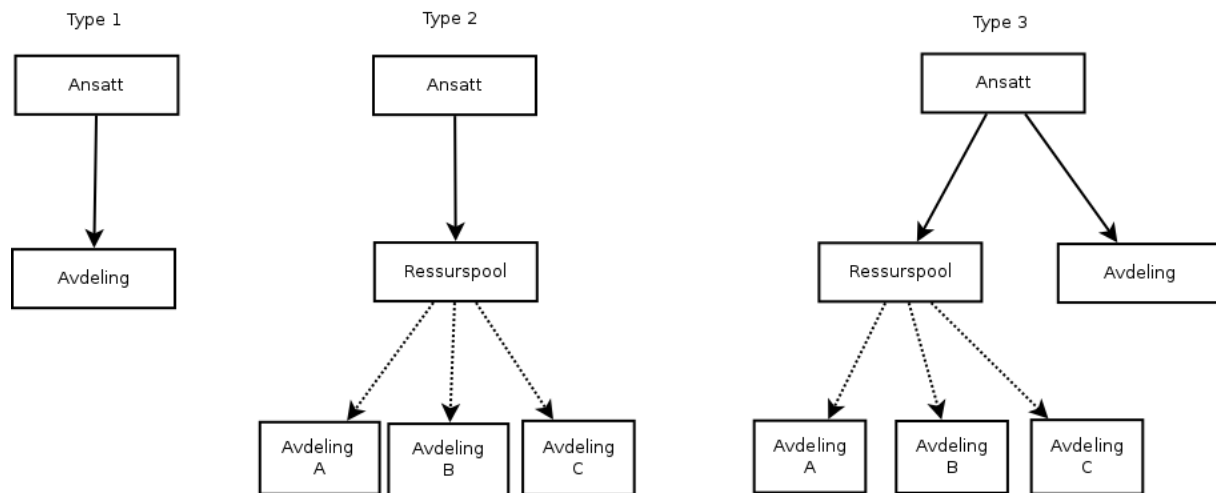 Type 1
Ansatt
Avdeling
Type 2
Ansatt
Ressurspool
Avdeling
A
Avdeling
B
Avdeling
C
Type 3
Ansatt
Ressurspool
Avdeling
Avdeling
A
Avdeling
B
Avdeling
C